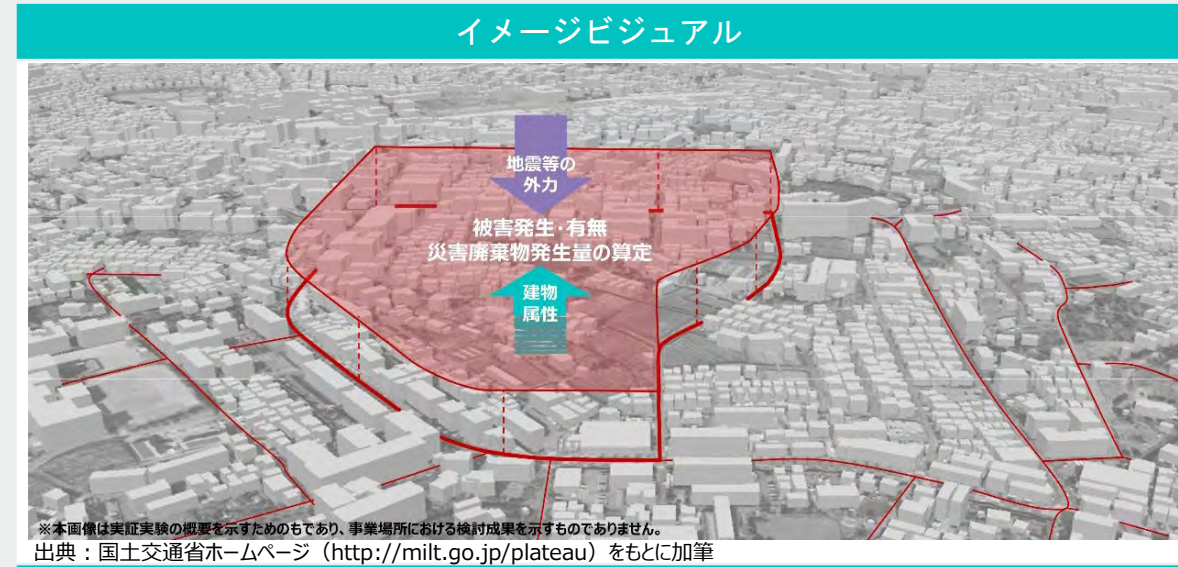 イメージビジュアル
地震等の
外力
被害発生・有無
災害廃棄物発生量の算定
建物
属性
※本画像は実証実験の概要を示すためのものであり、事業場所における検討成果を示すものでありません。
出典：国土交通省ホームページ（http://milt.go.jp/plateau）をもとに加筆